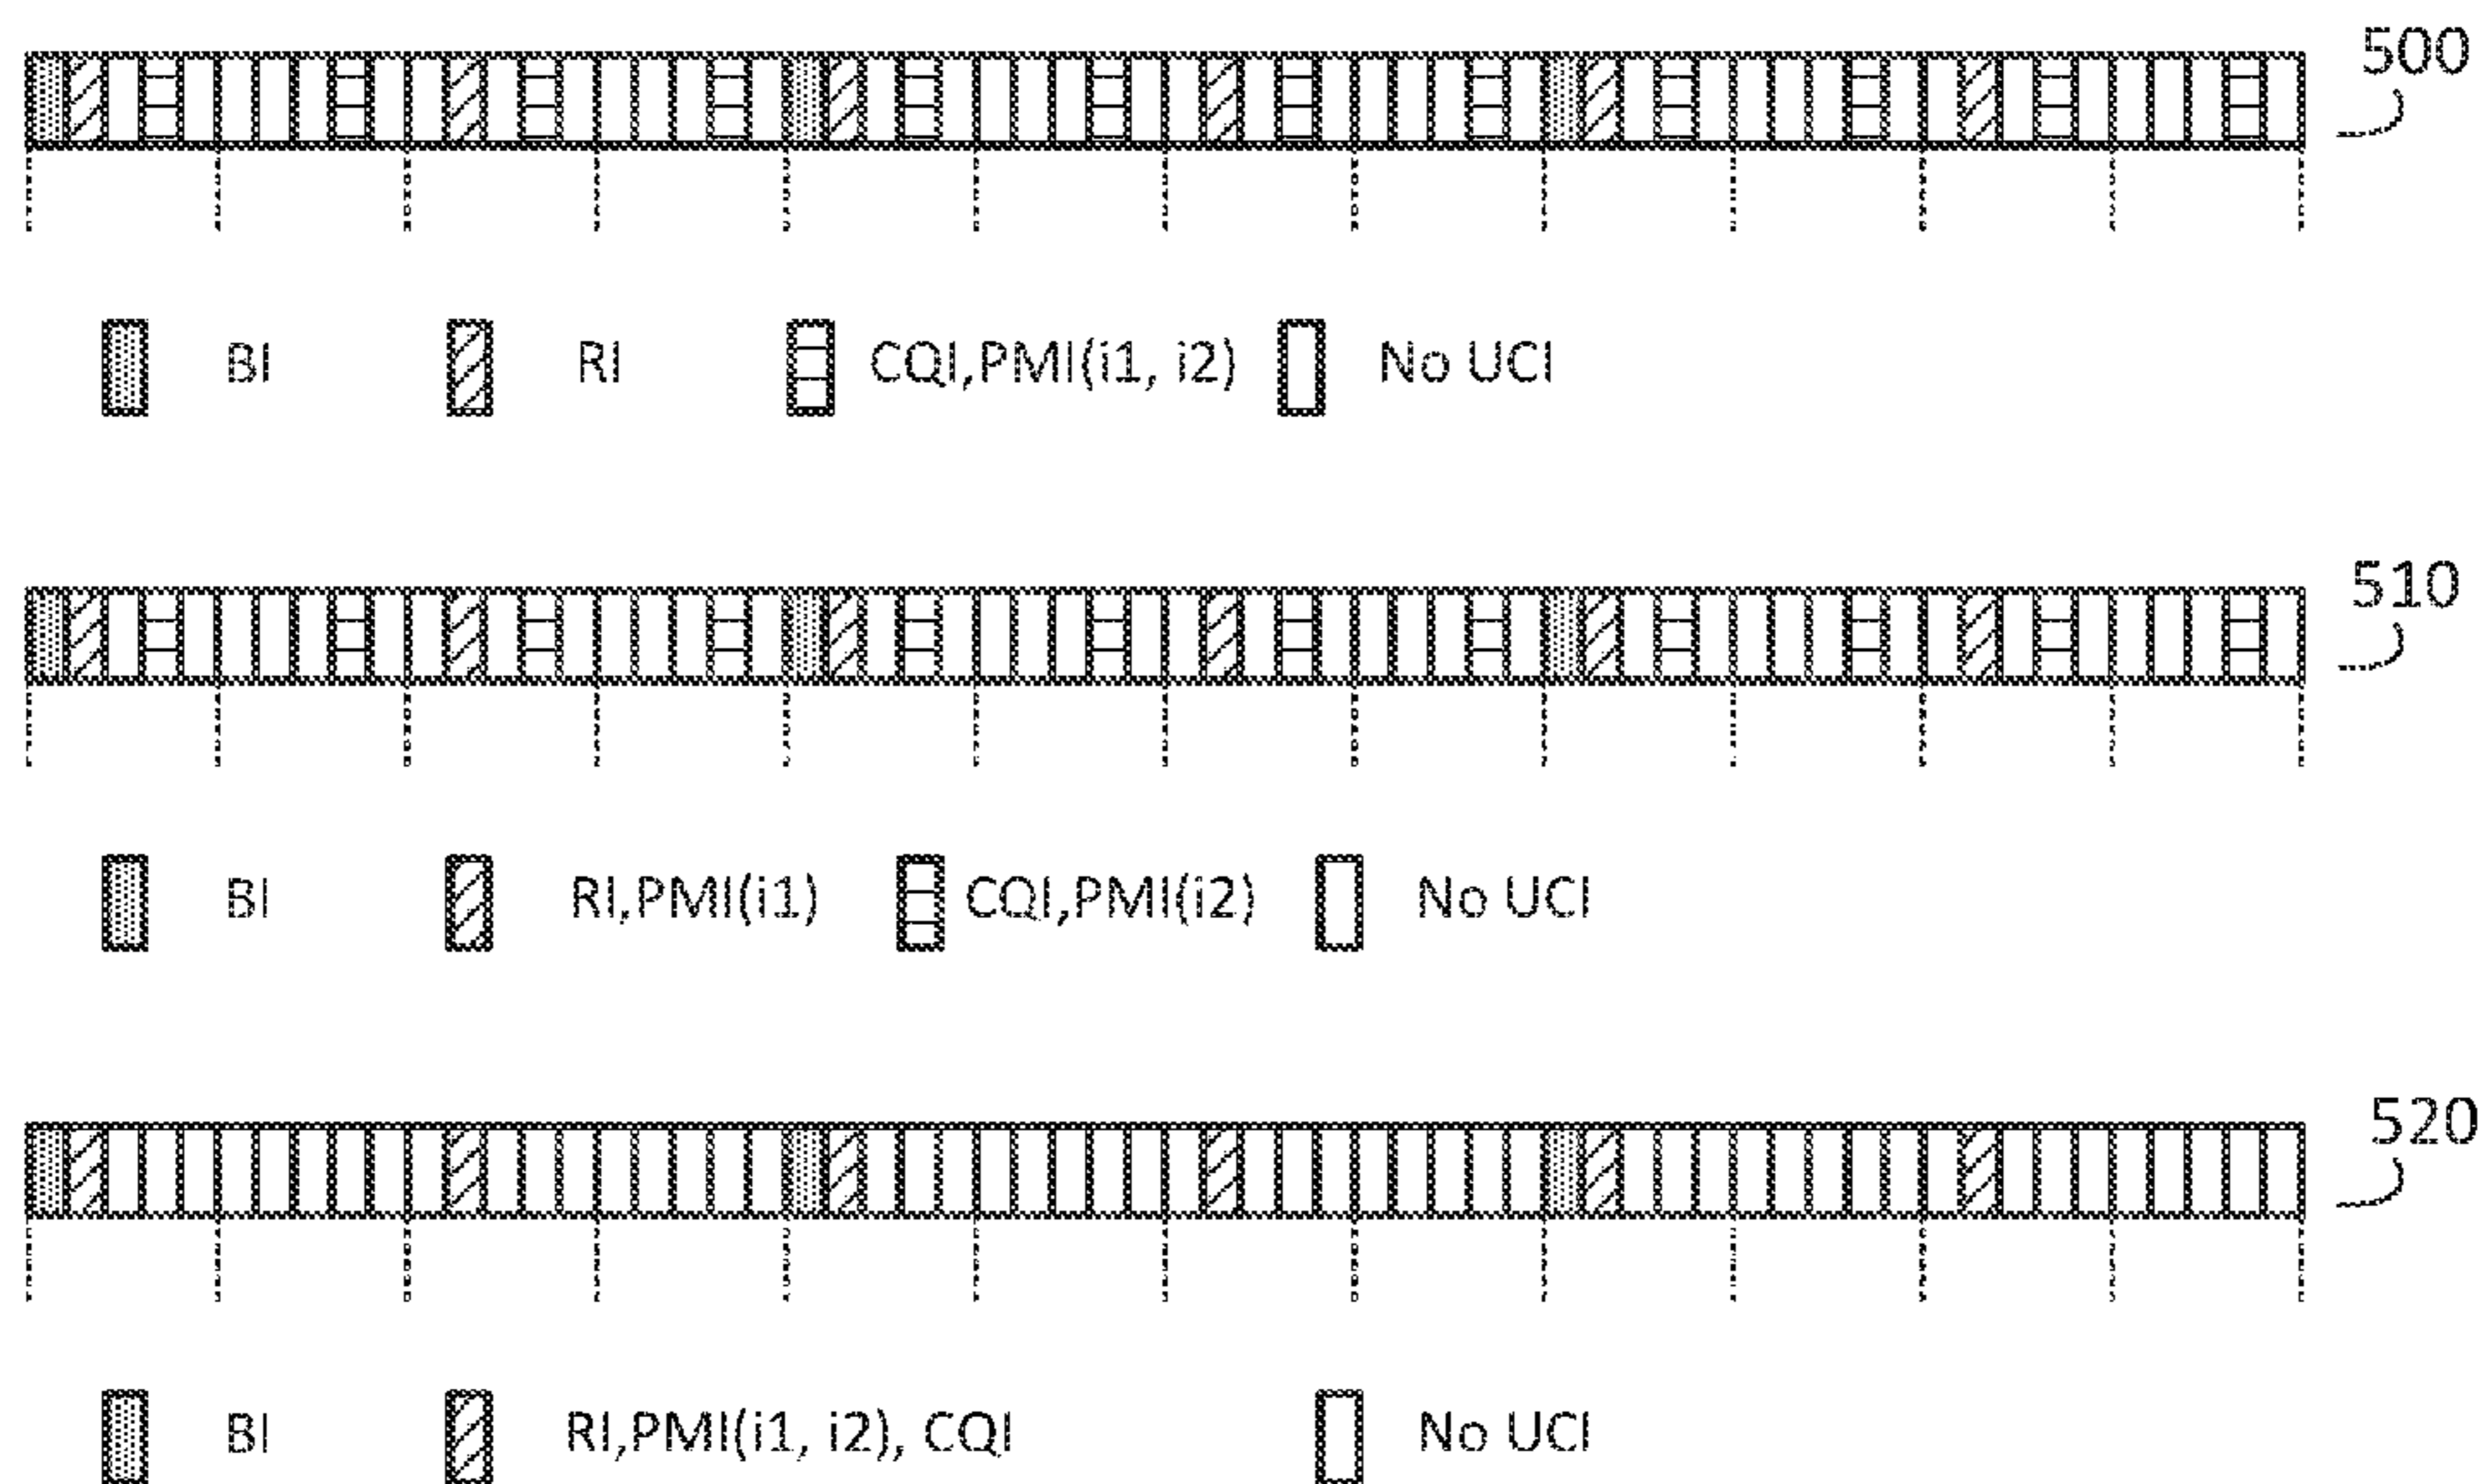 500
BI RI CQI,PMI(i1, i2) No UCI
510
BI RI,PMI(i1) CQI,PMI(i2) No UCI
520
BI RI,PMI(i1, i2), CQI No UCI